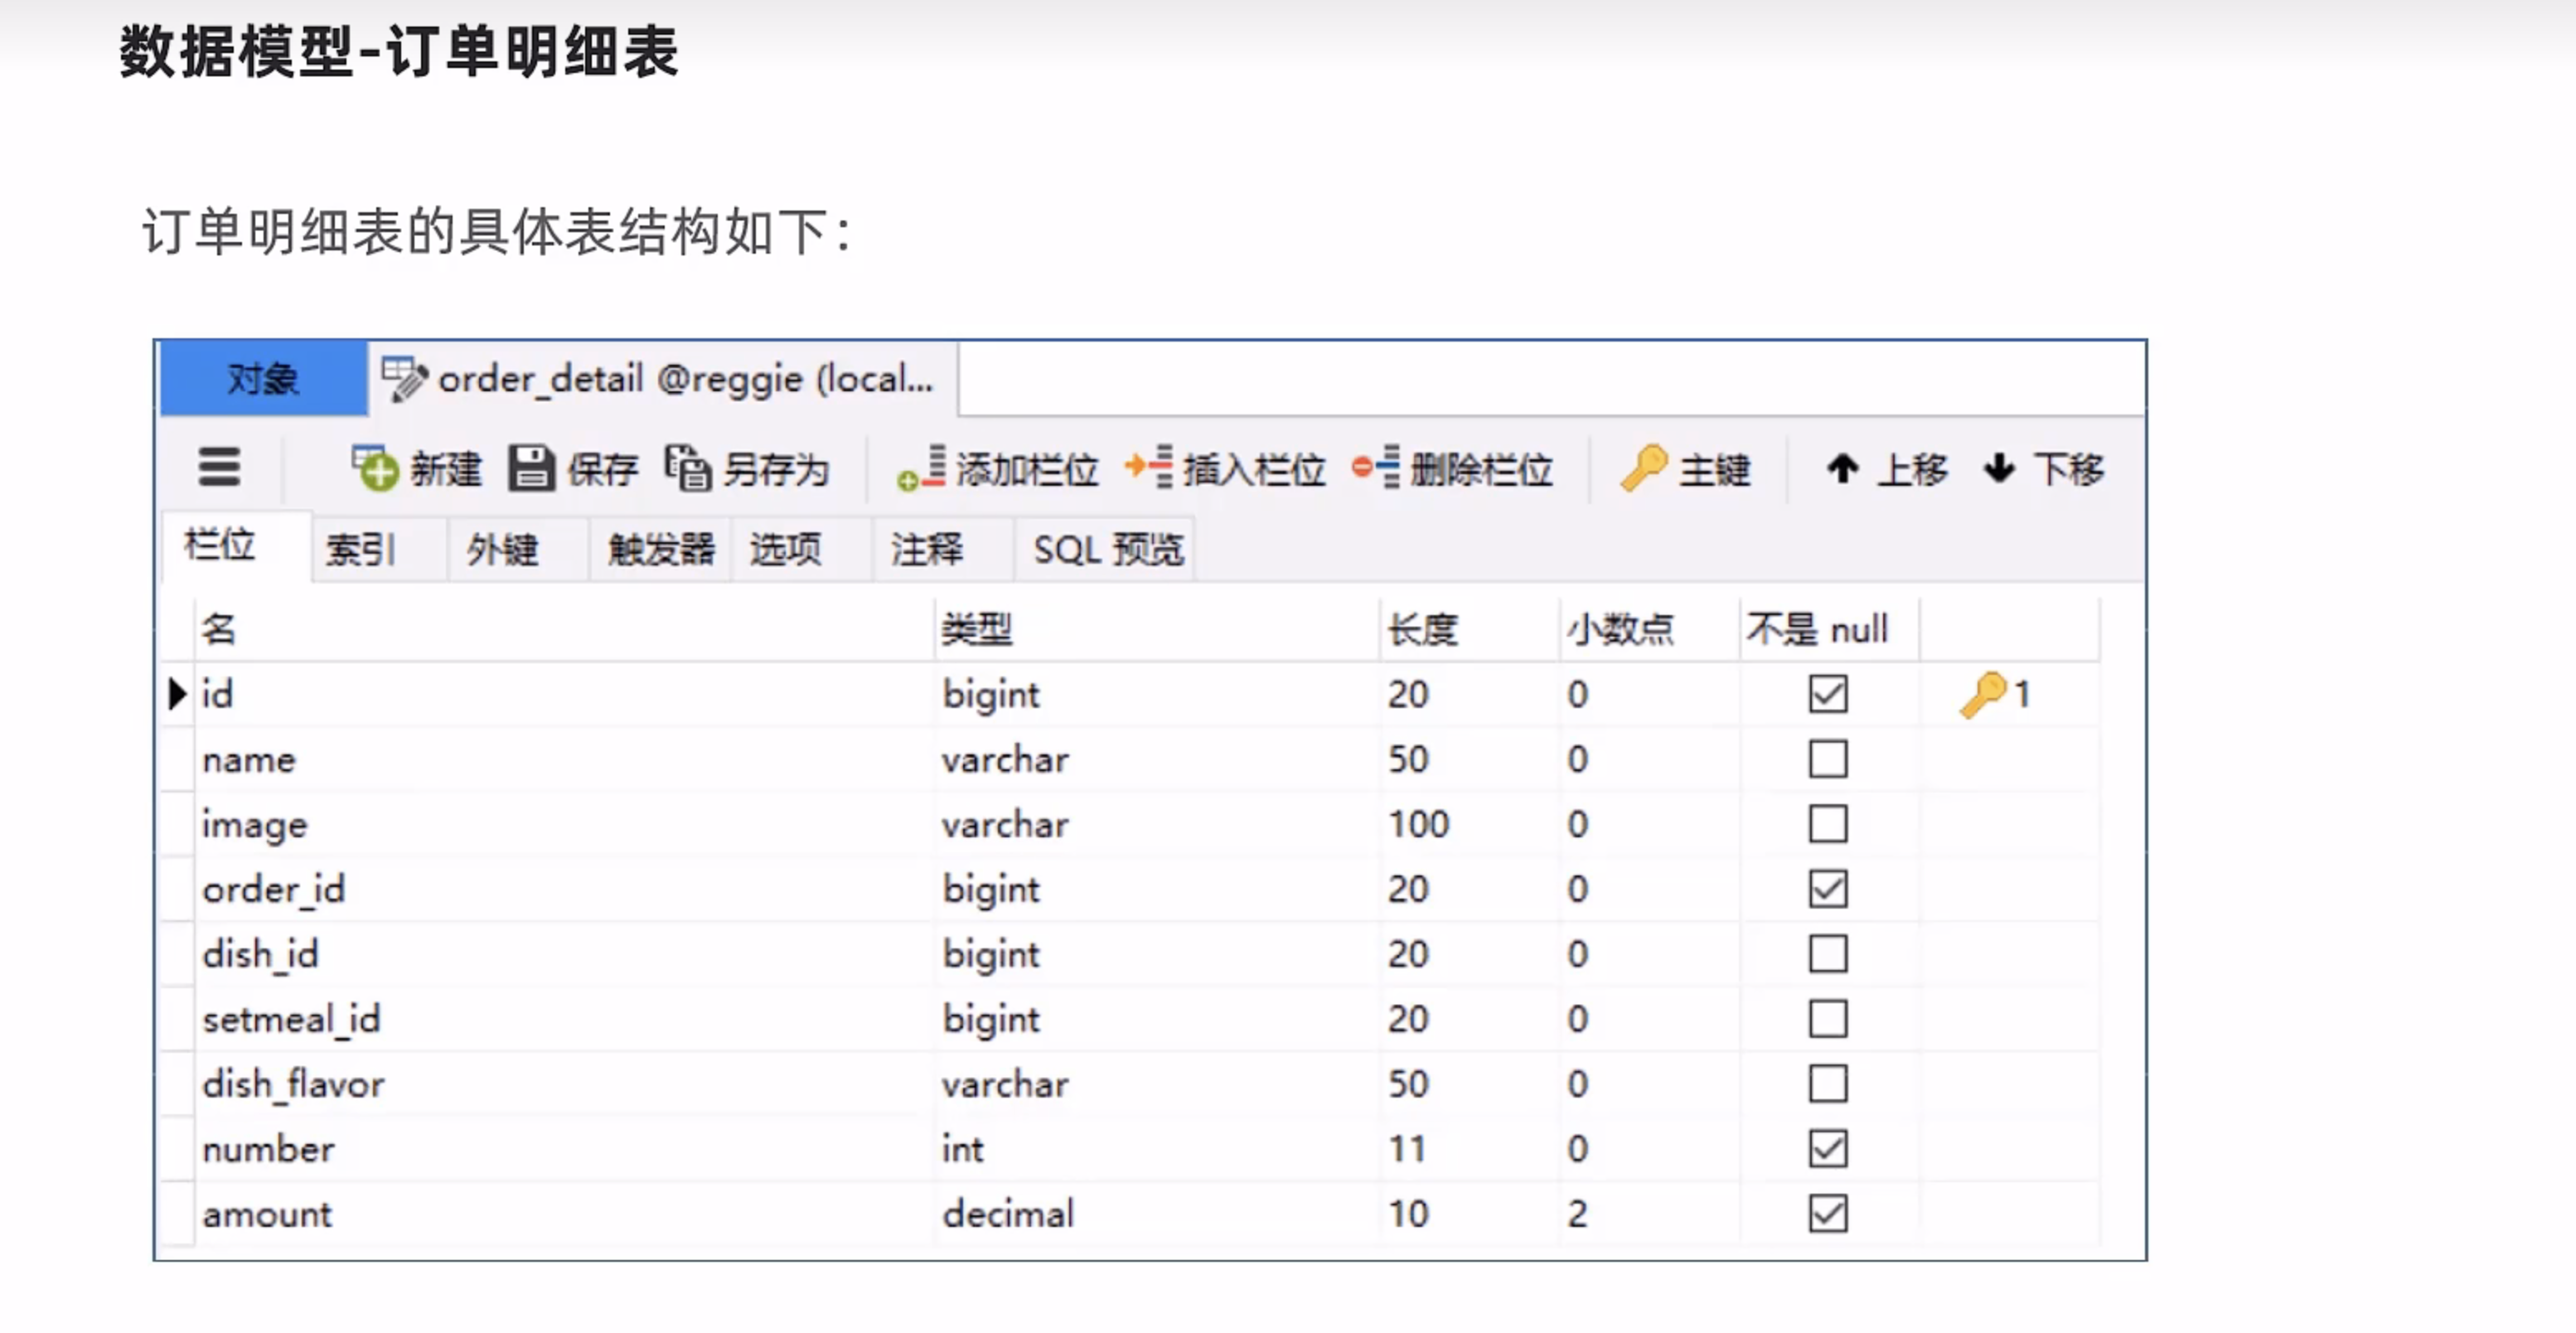 数据模型-订单明细表
订单明细表的具体表结构如下：
对象 order_detail @reggie (local...
新建 保存 另存为 添加栏位 插入栏位 删除栏位 主键 上移 下移
栏位 索引 外键 触发器 选项 注释 SQL 预览
名 类型 长度 小数点 不是 null
id bigint 20 0 1
name varchar 50 0
image varchar 100 0
order_id bigint 20 0
dish_id bigint 20 0
setmeal_id bigint 20 0
dish_flavor varchar 50 0
number int 11 0
amount decimal 10 2